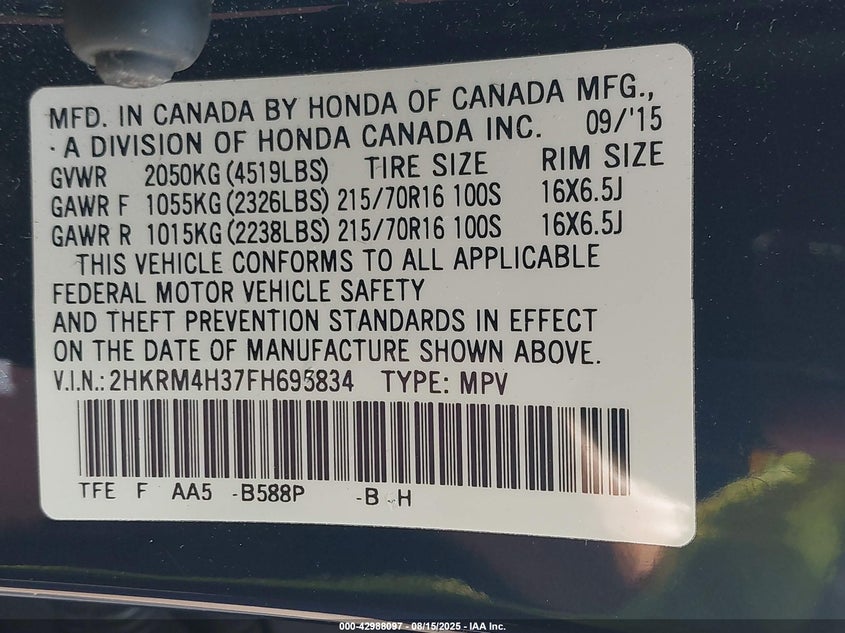 MFD. IN CANADA BY HONDA OF CANADA MFG.,
A DIVISION OF HONDA CANADA INC. 09/'15
GVWR 2050KG (4519LBS) TIRE SIZE RIM SIZE
GAWR F 1055KG (2326LBS) 215/70R16 100S 16X6.5J
GAWR R 1015KG (2238LBS) 215/70R16 100S 16X6.5J
THIS VEHICLE CONFORMS TO ALL APPLICABLE
FEDERAL MOTOR VEHICLE SAFETY
AND THEFT PREVENTION STANDARDS IN EFFECT
ON THE DATE OF MANUFACTURE SHOWN ABOVE.
V.I.N.: 2HKRM4H37FH695834 TYPE: MPV
TFE F AA5 -B588P -B H
000-42988097 - 08/15/2025 - IAA Inc.